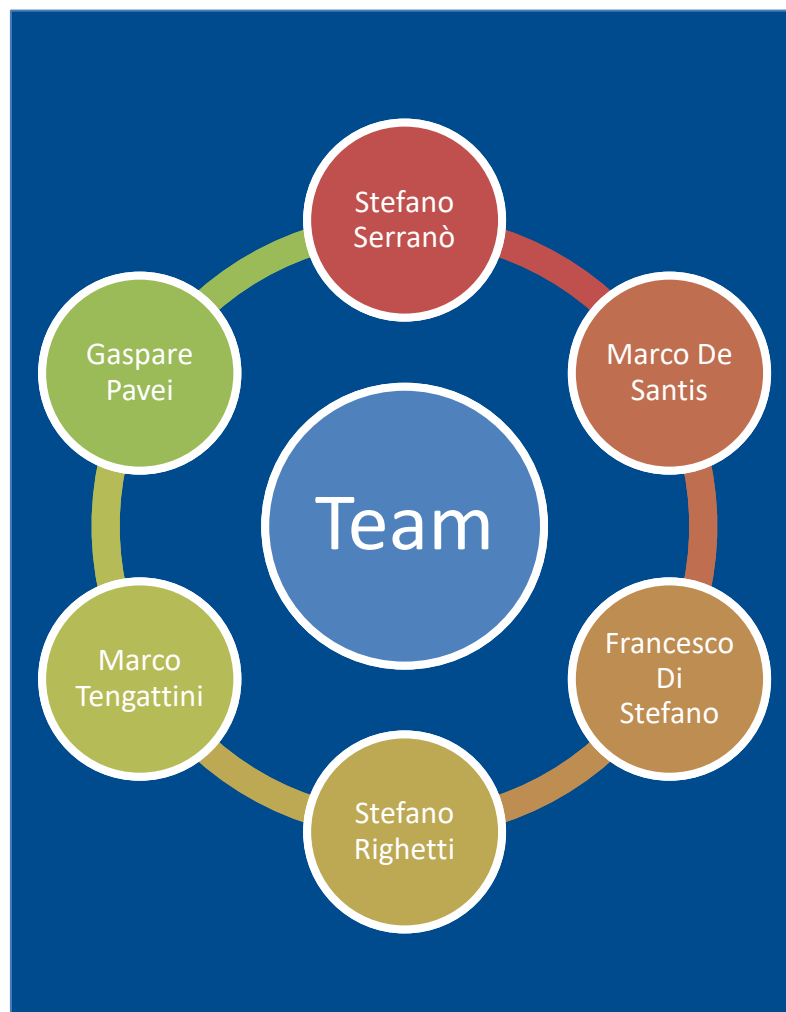 Stefano
Serranò
Marco De
Santis
Francesco
Di
Stefano
Stefano
Righetti
Marco
Tengattini
Gaspare
Pavei
Team